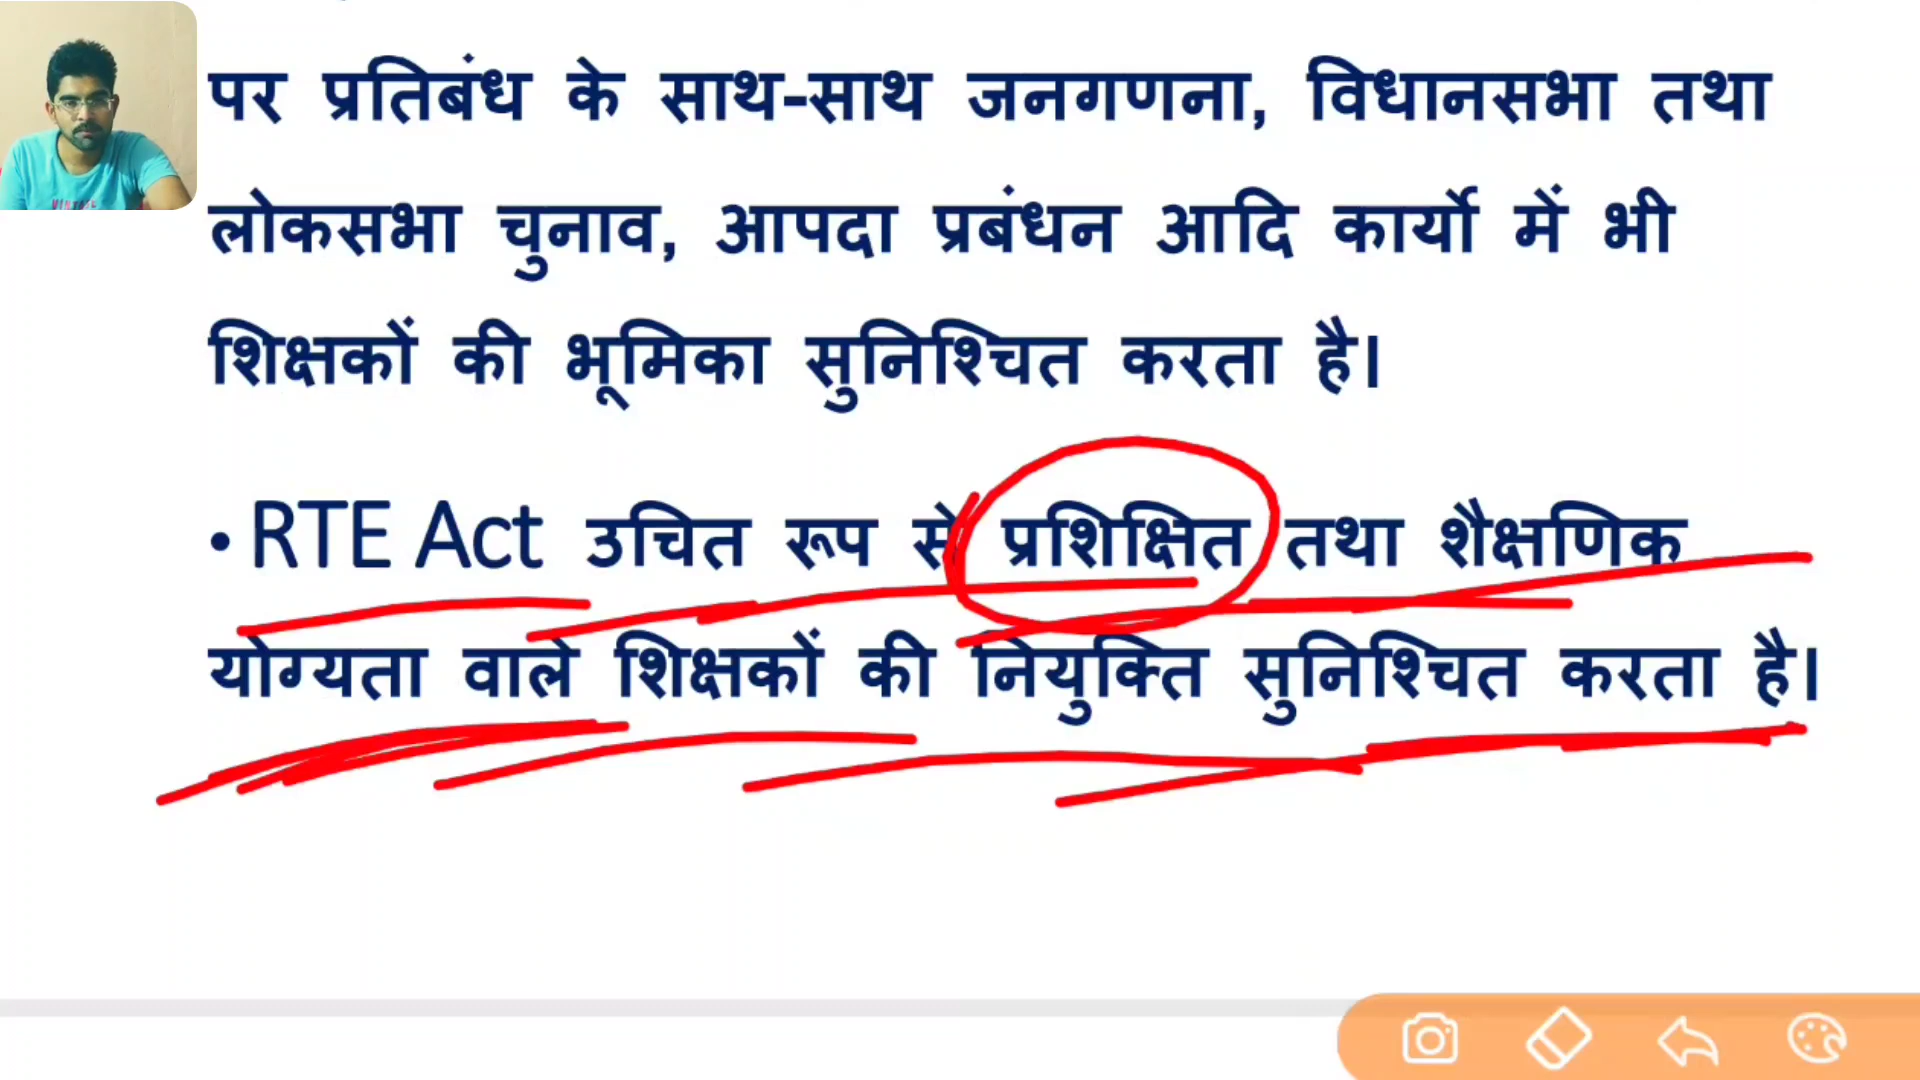 पर प्रतिबंध के साथ-साथ जनगणना, विधानसभा तथा
लोकसभा चुनाव, आपदा प्रबंधन आदि कार्यो में भी
शिक्षकों की भूमिका सुनिश्चित करता है।
• RTE Act उचित रूप से प्रशिक्षित तथा शैक्षणिक
योग्यता वाले शिक्षकों की नियुक्ति सुनिश्चित करता है।